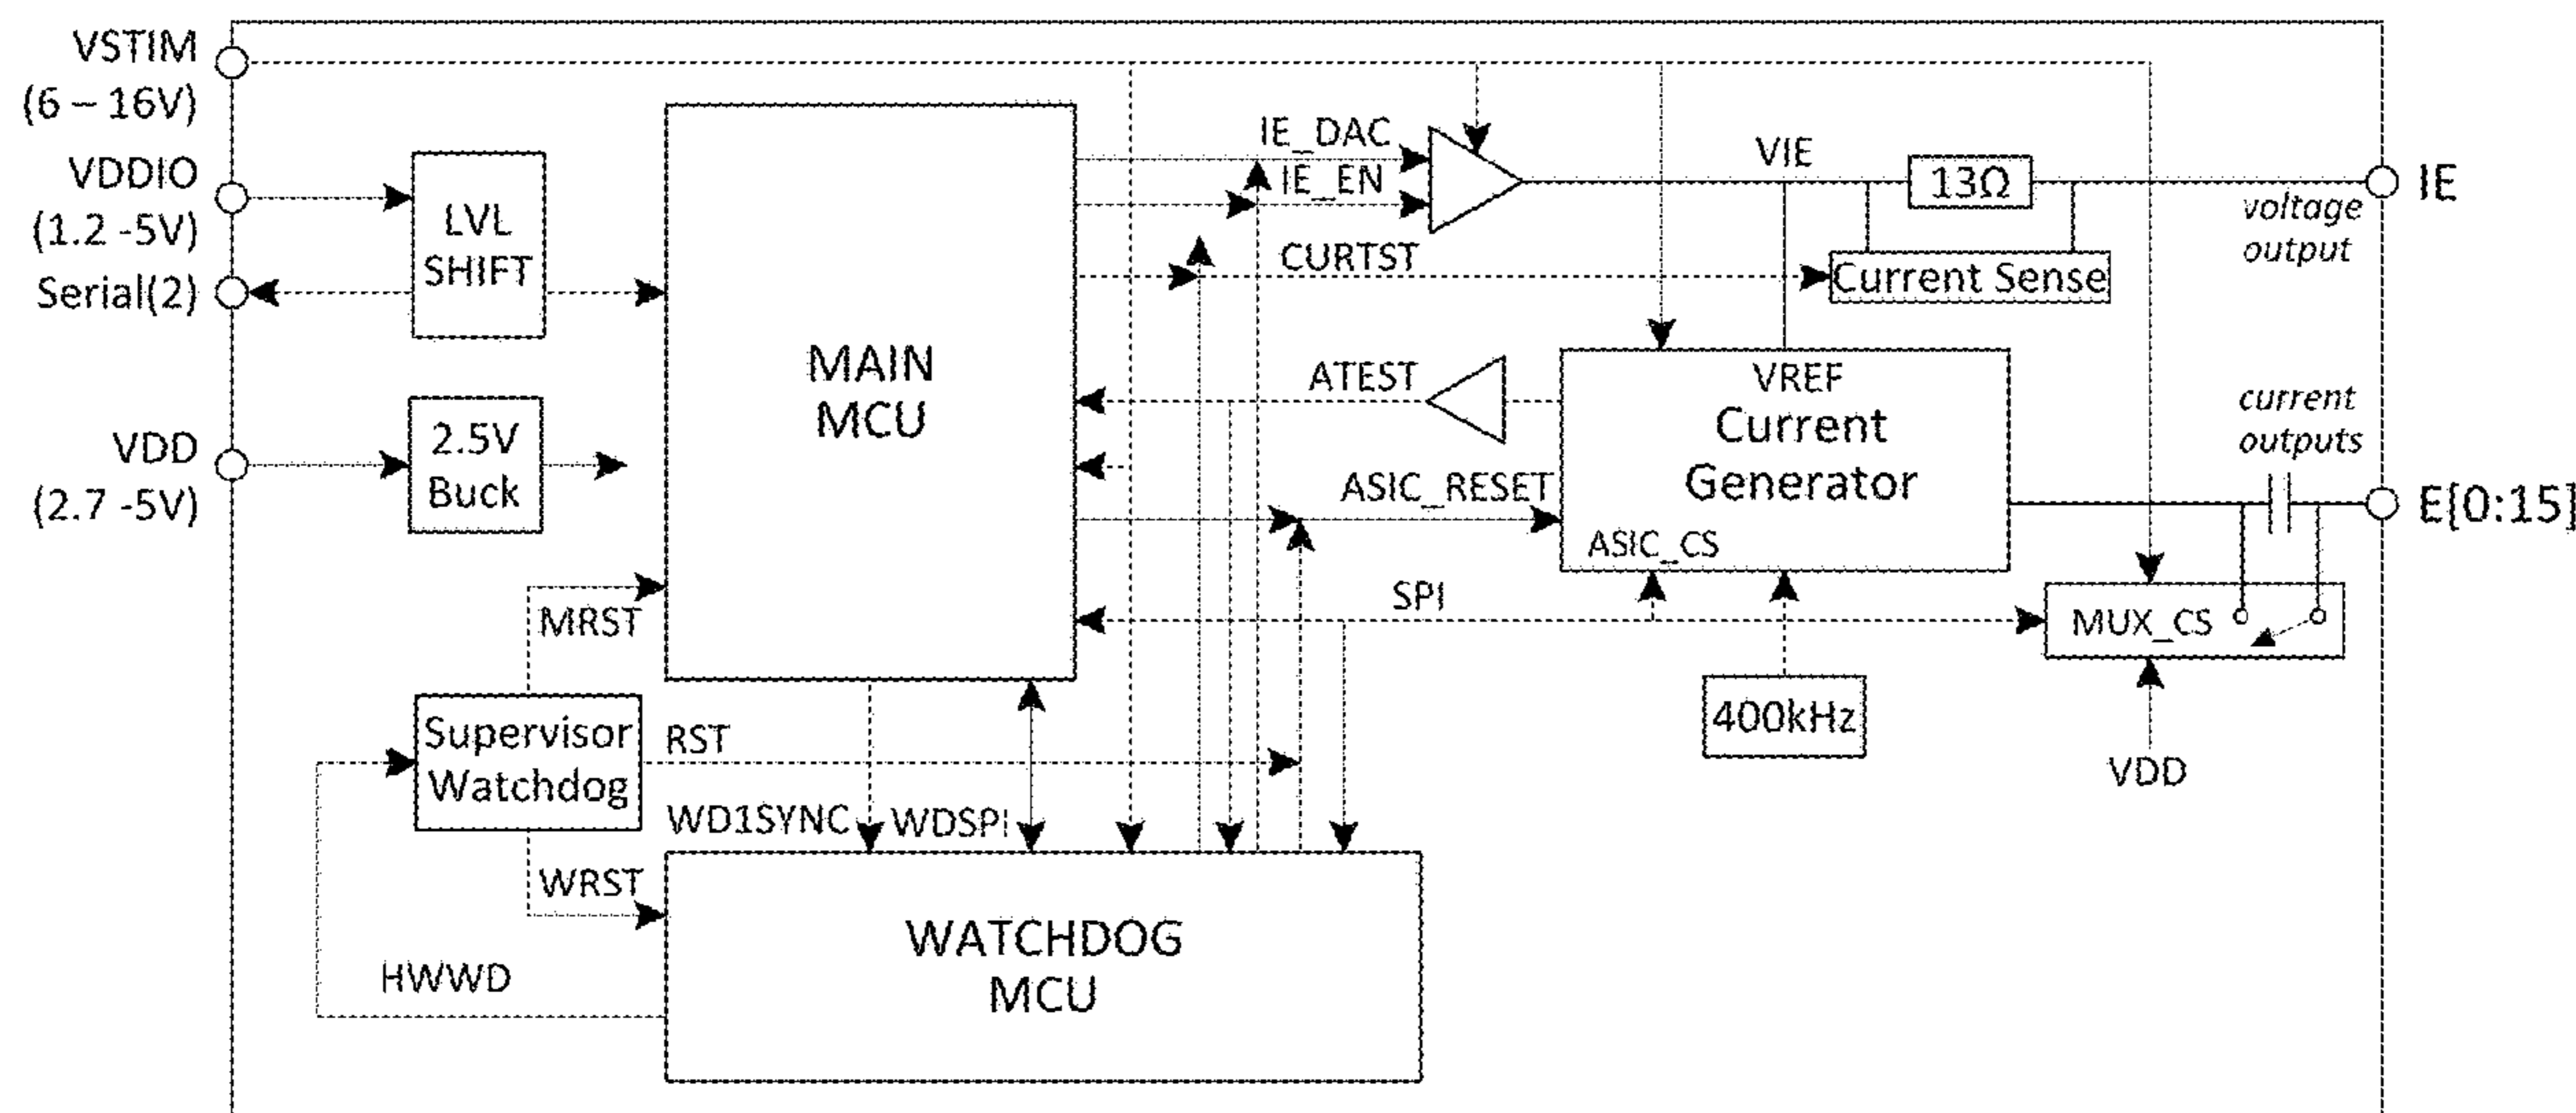 VSTIM
(6 – 16V)
VDDIO
(1.2 -5V)
Serial(2)
VDD
(2.7 -5V)
LVL
SHIFT
2.5V
Buck
MAIN
MCU
MRST
Supervisor
Watchdog
RST
WRST
HWWD
WD1SYNC
WDSPI
WATCHDOG
MCU
IE_DAC
IE_EN
CURTST
ATEST
ASIC_RESET
SPI
VIE
13Ω
Current Sense
VREF
Current
Generator
ASIC_CS
400kHz
MUX_CS
VDD
voltage
output
IE
current
outputs
E[0:15]